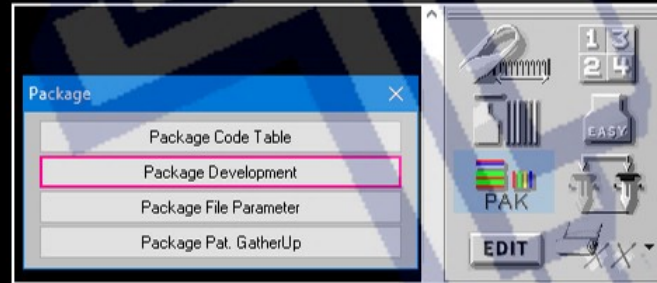 Package
Package Code Table
Package Development
Package File Parameter
Package Pat. GatherUp
1 3
2 4
EASY
PAK
EDIT